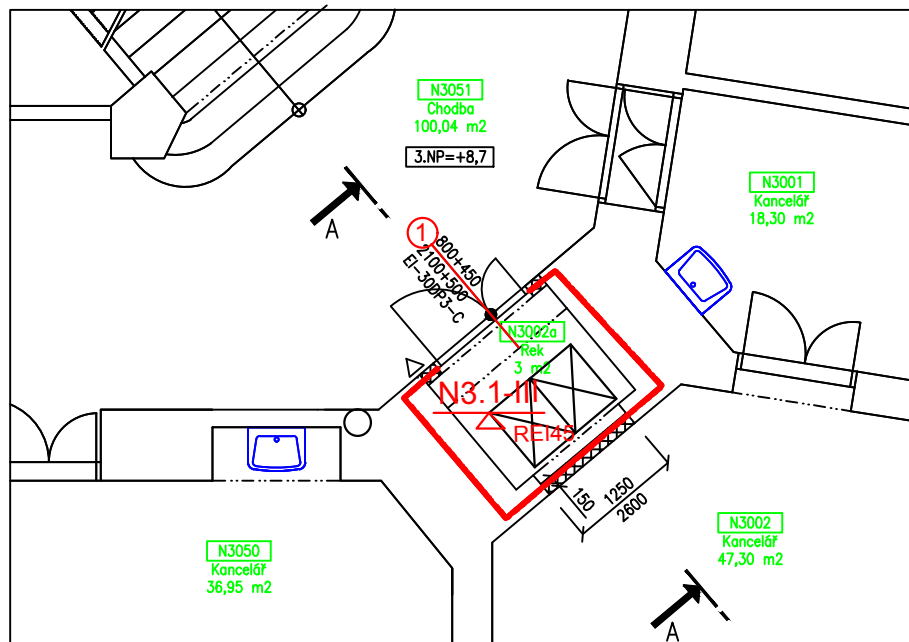 N3051
Chodba
100,04 m2
3.NP=+8,7
N3001
Kancelář
18,30 m2
A
1
800+450
2100+500
EI-30DP3-C
N3002a
Rek
3 m2
N3.1-III
REI45
150
1250
2600
N3050
Kancelář
36,95 m2
N3002
Kancelář
47,30 m2
A